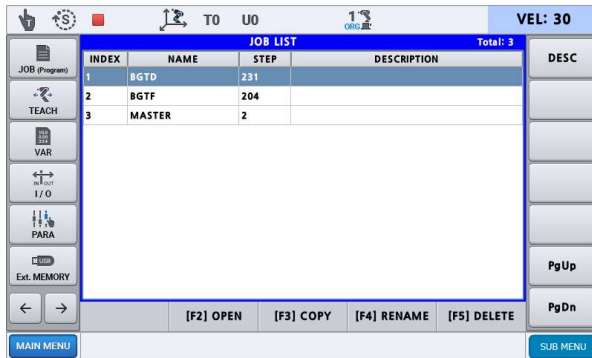 S T0 U0 1 ORG VEL: 30
JOB LIST Total: 3
INDEX NAME STEP DESCRIPTION
1 BGTD 231
2 BGTF 204
3 MASTER 2
JOB (Program)
TEACH
VAR
IN OUT
I/O
PARA
USB
Ext. MEMORY
← →
MAIN MENU
[F2] OPEN [F3] COPY [F4] RENAME [F5] DELETE
DESC
PgUp
PgDn
SUB MENU